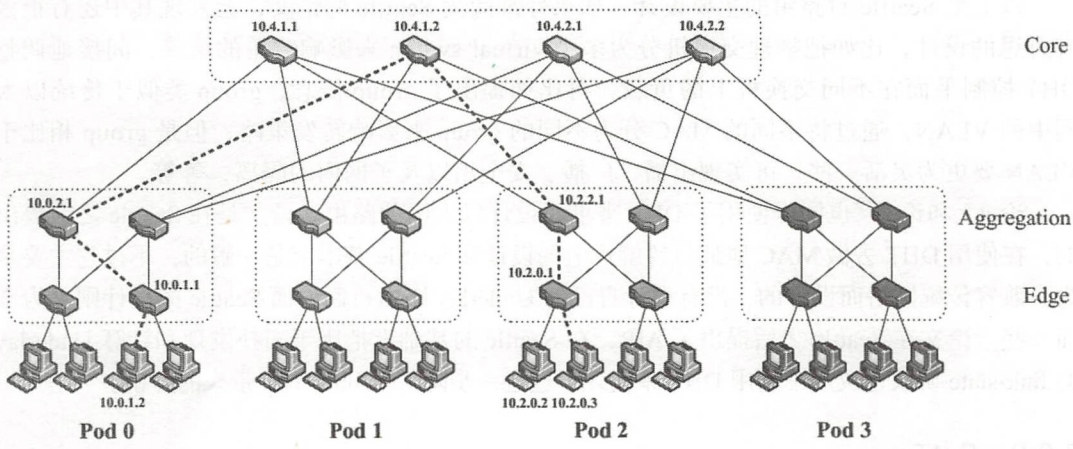 10.4.1.1
10.4.1.2
10.4.2.1
10.4.2.2
Core
10.0.2.1
10.2.2.1
Aggregation
10.0.1.1
10.2.0.1
Edge
10.0.1.2
10.2.0.2 10.2.0.3
Pod 0
Pod 1
Pod 2
Pod 3